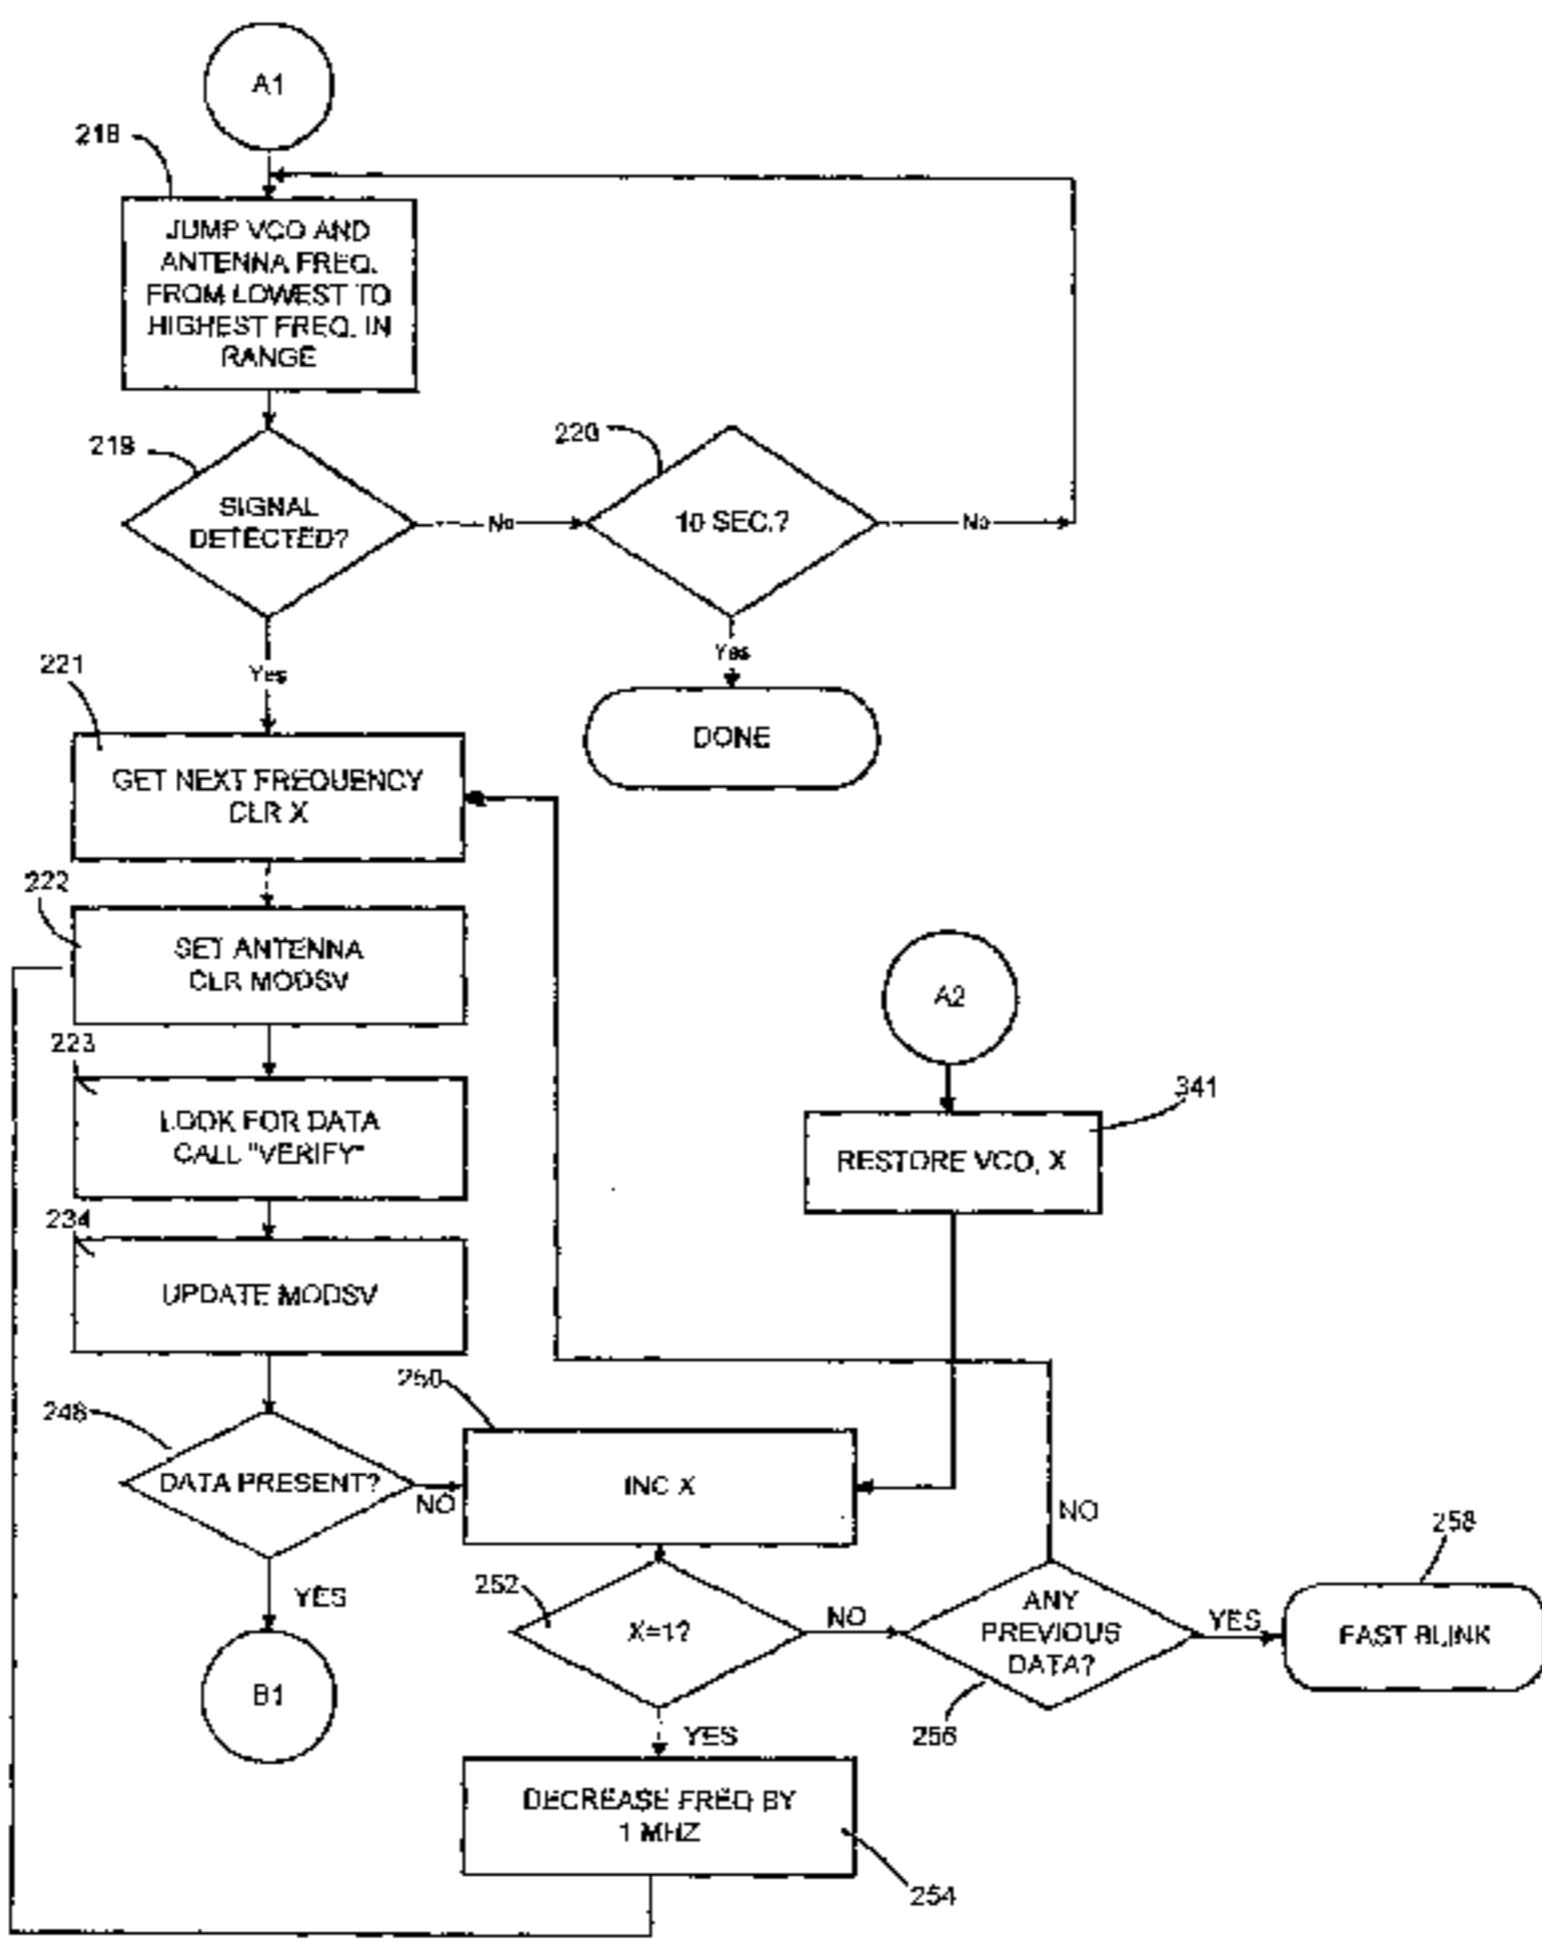 A1
218
JUMP VCO AND
ANTENNA FREQ.
FROM LOWEST TO
HIGHEST FREQ. IN
RANGE
219
SIGNAL
DETECTED?
No
220
10 SEC.?
No
Yes
Yes
DONE
221
GET NEXT FREQUENCY
CLR X
222
SET ANTENNA
CLR MODSV
223
LOOK FOR DATA
CALL "VERIFY"
A2
341
RESTORE VCO, X
234
UPDATE MODSV
248
DATA PRESENT?
NO
YES
B1
250
INC X
252
X=1?
NO
YES
ANY
PREVIOUS
DATA?
256
NO
YES
258
FAST BLINK
DECREASE FREQ BY
1 MHZ
254